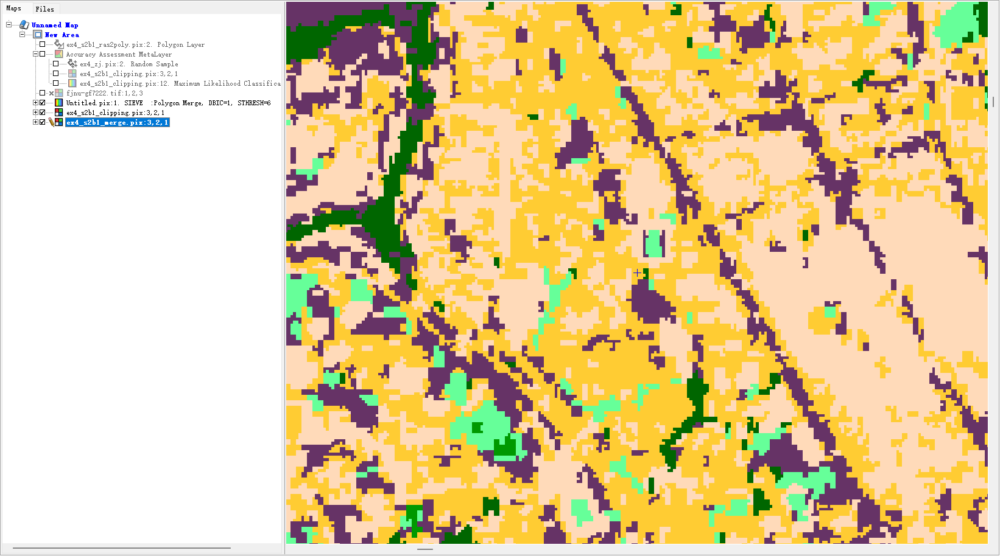 Maps
Files
Unnamed Map
New Area
ex4_s2b1_ras2poly.pix:2. Polygon Layer
Accuracy Assessment MetaLayer
ex4_zj.pix:2. Random Sample
ex4_s2b1_clipping.pix:3,2,1
ex4_s2b1_clipping.pix:12. Maximum Likelihood Classifica
fjnu-gf7222.tif:1,2,3
Untitled.pix:1. SIEVE  :Polygon Merge, DBIC=1, STHRESH=6
ex4_s2b1_clipping.pix:3,2,1
ex4_s2b1_merge.pix:3,2,1